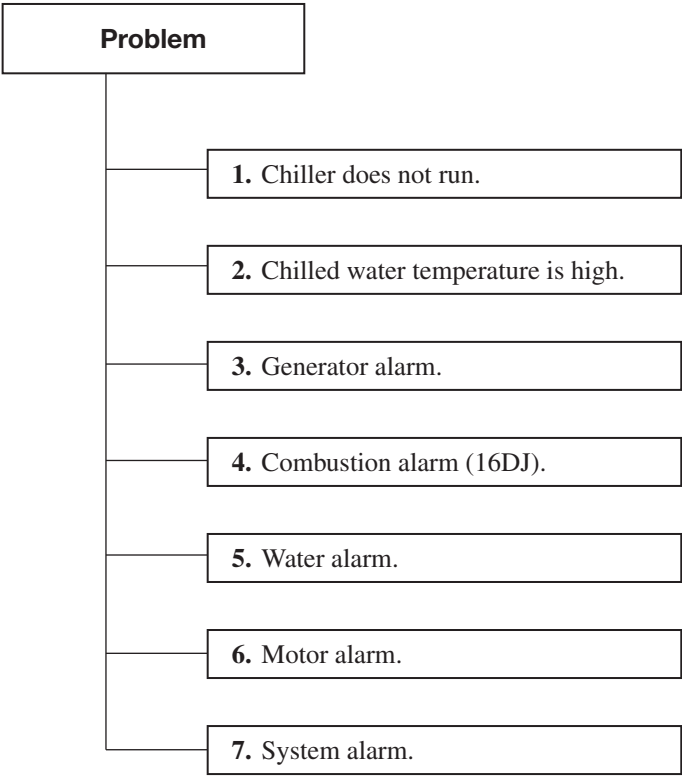 Problem
1. Chiller does not run.
2. Chilled water temperature is high.
3. Generator alarm.
4. Combustion alarm (16DJ).
5. Water alarm.
6. Motor alarm.
7. System alarm.